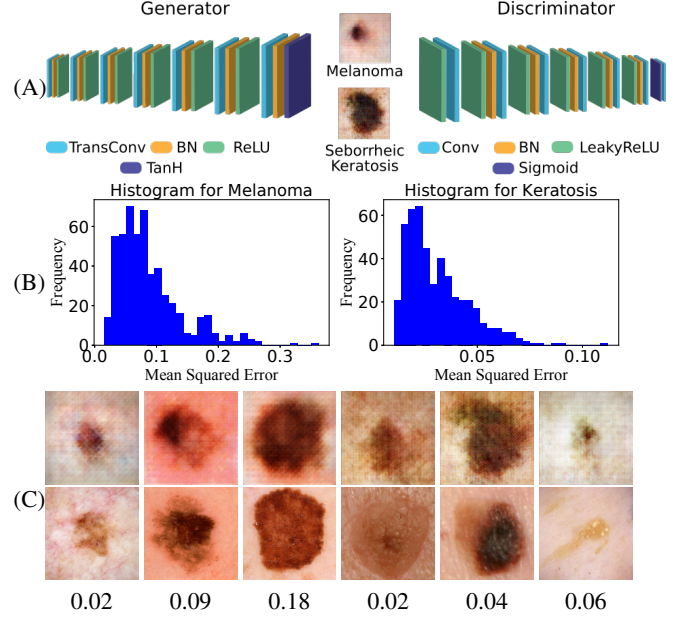 Generator
Discriminator
(A)
Melanoma
Seborrheic
Keratosis
TransConv BN ReLU
TanH
Conv BN LeakyReLU
Sigmoid
(B)
Histogram for Melanoma
Frequency
60
40
20
0
0.0 0.1 0.2 0.3
Mean Squared Error
Histogram for Keratosis
Frequency
60
40
20
0
0.05 0.10
Mean Squared Error
(C)
0.02 0.09 0.18 0.02 0.04 0.06